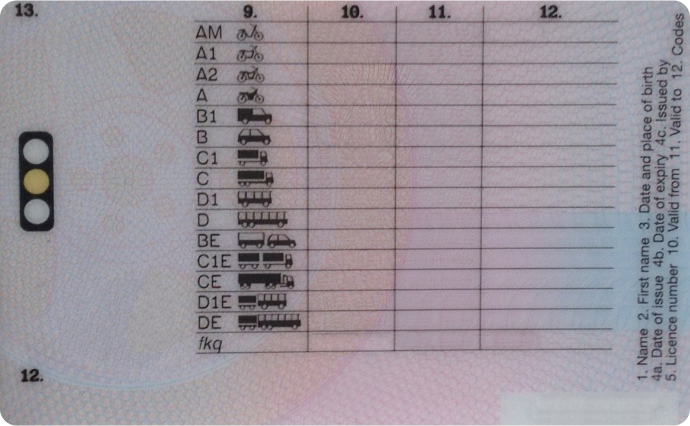 13.
9. 10. 11. 12.
AM
A1
A2
A
B1
B
C1
C
D1
D
BE
C1E
CE
D1E
DE
fkq
12.
1. Name 2. First name 3. Date and place of birth
4a. Date of issue 4b. Date of expiry 4c. Issued by
5. Licence number 10. Valid from 11. Valid to 12. Codes